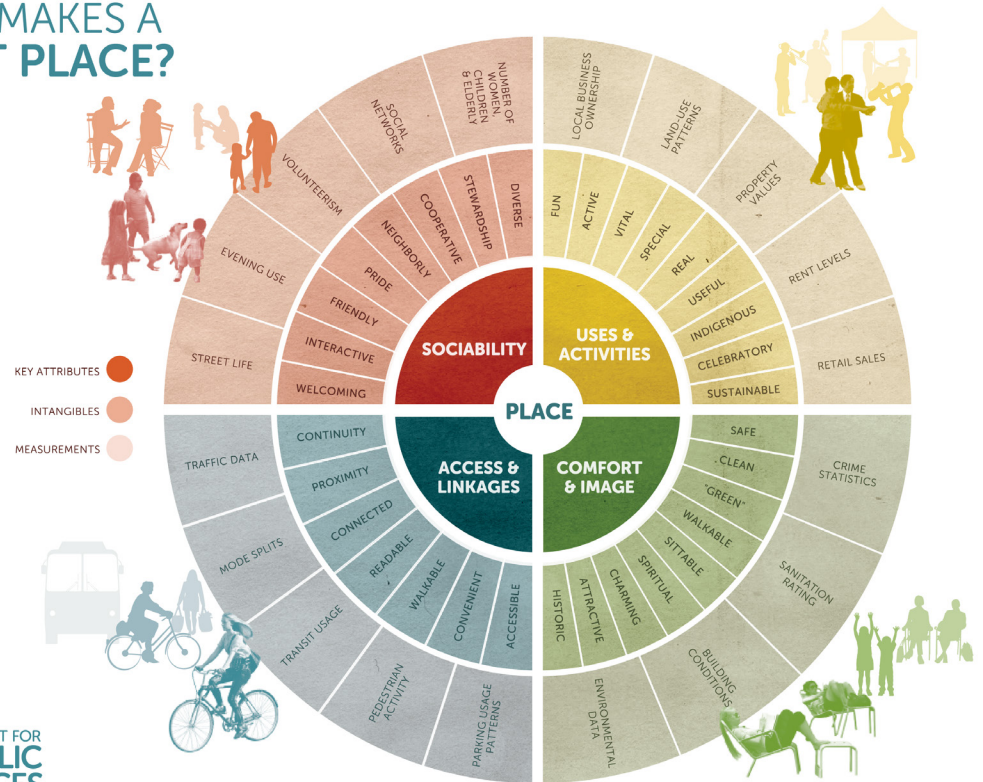 MAKES A
PLACE?
KEY ATTRIBUTES
INTANGIBLES
MEASUREMENTS
PLACE
SOCIABILITY
USES &
ACTIVITIES
ACCESS &
LINKAGES
COMFORT
& IMAGE
WELCOMING
INTERACTIVE
FRIENDLY
PRIDE
NEIGHBORLY
COOPERATIVE
STEWARDSHIP
DIVERSE
FUN
ACTIVE
VITAL
SPECIAL
REAL
USEFUL
INDIGENOUS
CELEBRATORY
SUSTAINABLE
SAFE
CLEAN
"GREEN"
WALKABLE
SITTABLE
SPIRITUAL
CHARMING
ATTRACTIVE
HISTORIC
ACCESSIBLE
CONVENIENT
WALKABLE
READABLE
CONNECTED
PROXIMITY
CONTINUITY
STREET LIFE
EVENING USE
VOLUNTEERISM
SOCIAL
NETWORKS
NUMBER OF
WOMEN,
CHILDREN
& ELDERLY
LOCAL BUSINESS
OWNERSHIP
LAND-USE
PATTERNS
PROPERTY
VALUES
RENT LEVELS
RETAIL SALES
CRIME
STATISTICS
SANITATION
RATING
BUILDING
CONDITIONS
ENVIRONMENTAL
DATA
PARKING USAGE
PATTERNS
PEDESTRIAN
ACTIVITY
TRANSIT USAGE
MODE SPLITS
TRAFFIC DATA
FOR